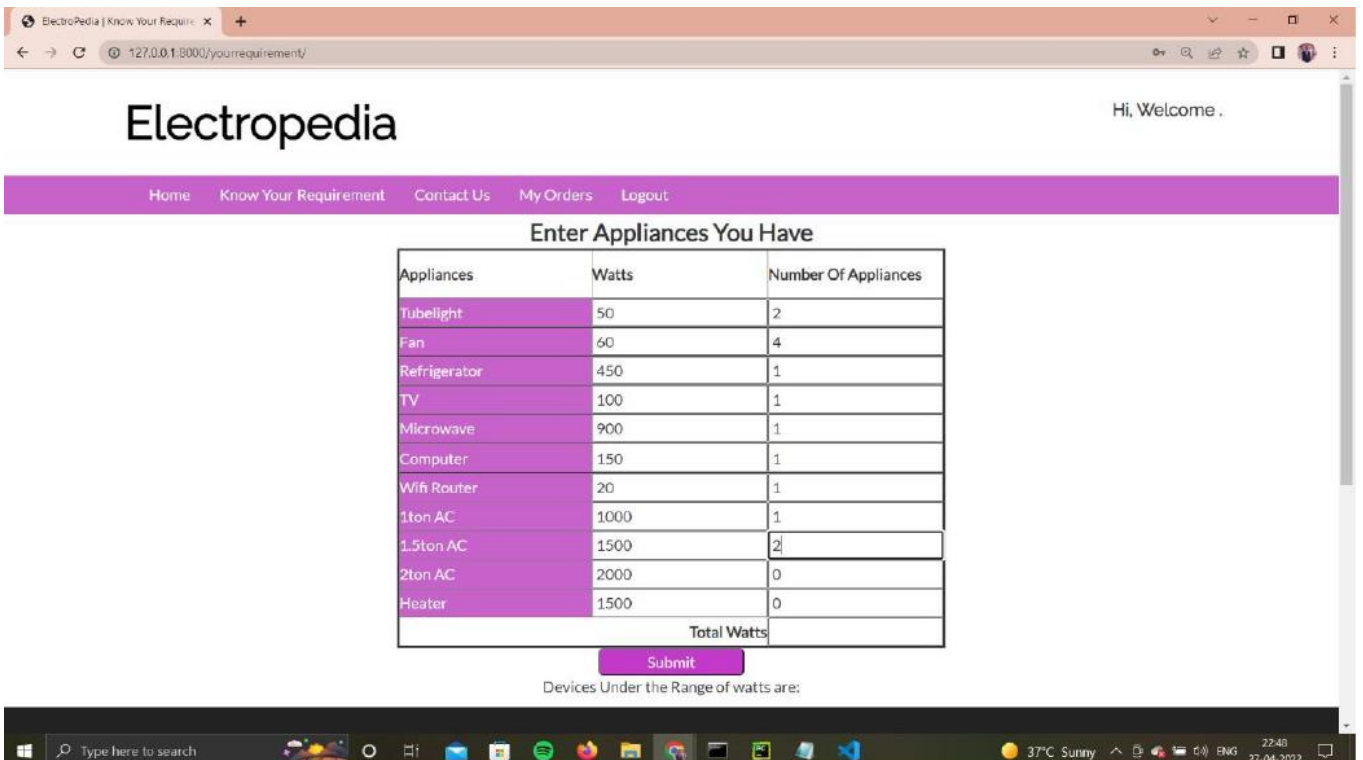 ElectroPedia | Know Your Require
127.0.0.1:8000/yourrequirement/
Electropedia
Hi, Welcome .
Home Know Your Requirement Contact Us My Orders Logout
Enter Appliances You Have
Appliances Watts Number Of Appliances
Tubelight 50 2
Fan 60 4
Refrigerator 450 1
TV 100 1
Microwave 900 1
Computer 150 1
Wifi Router 20 1
1ton AC 1000 1
1.5ton AC 1500 2
2ton AC 2000 0
Heater 1500 0
Total Watts
Submit
Devices Under the Range of watts are:
Type here to search 37°C Sunny ENG 22:48
27-04-2022